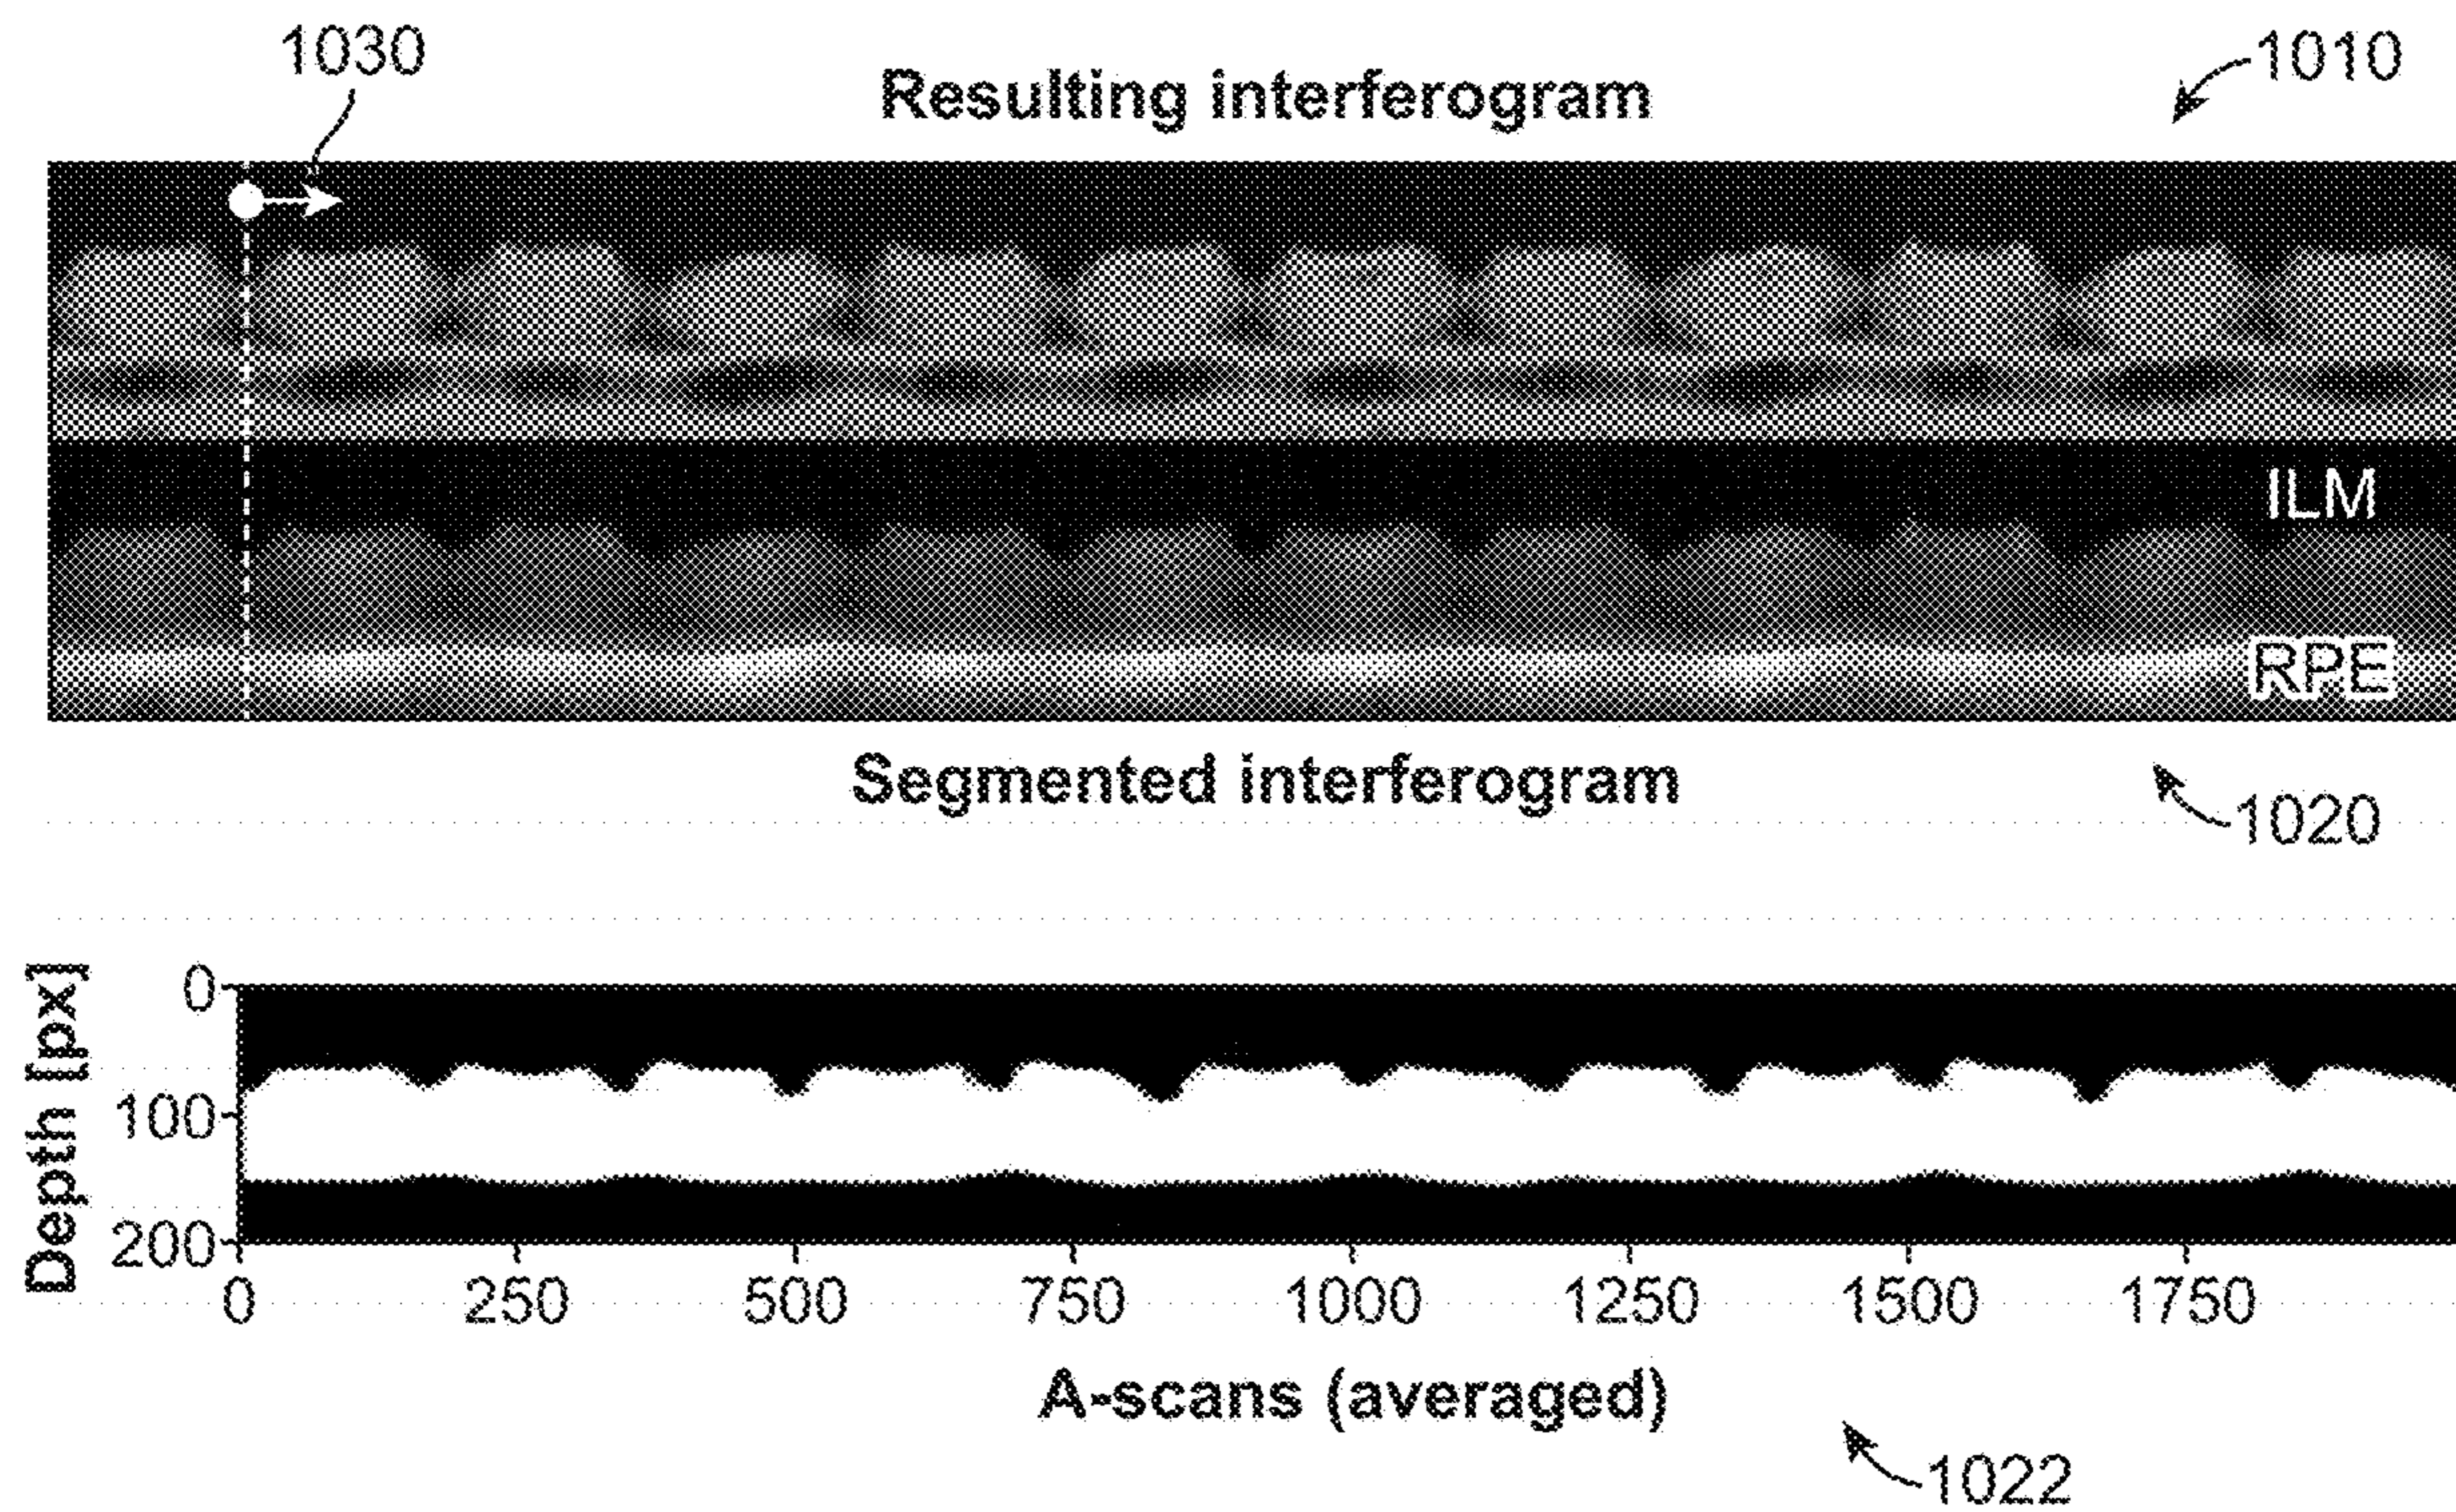 1030
1010
Resulting interferogram
ILM
RPE
Segmented interferogram
1020
Depth [px]
0
100
200
0 250 500 750 1000 1250 1500 1750
A-scans (averaged)
1022